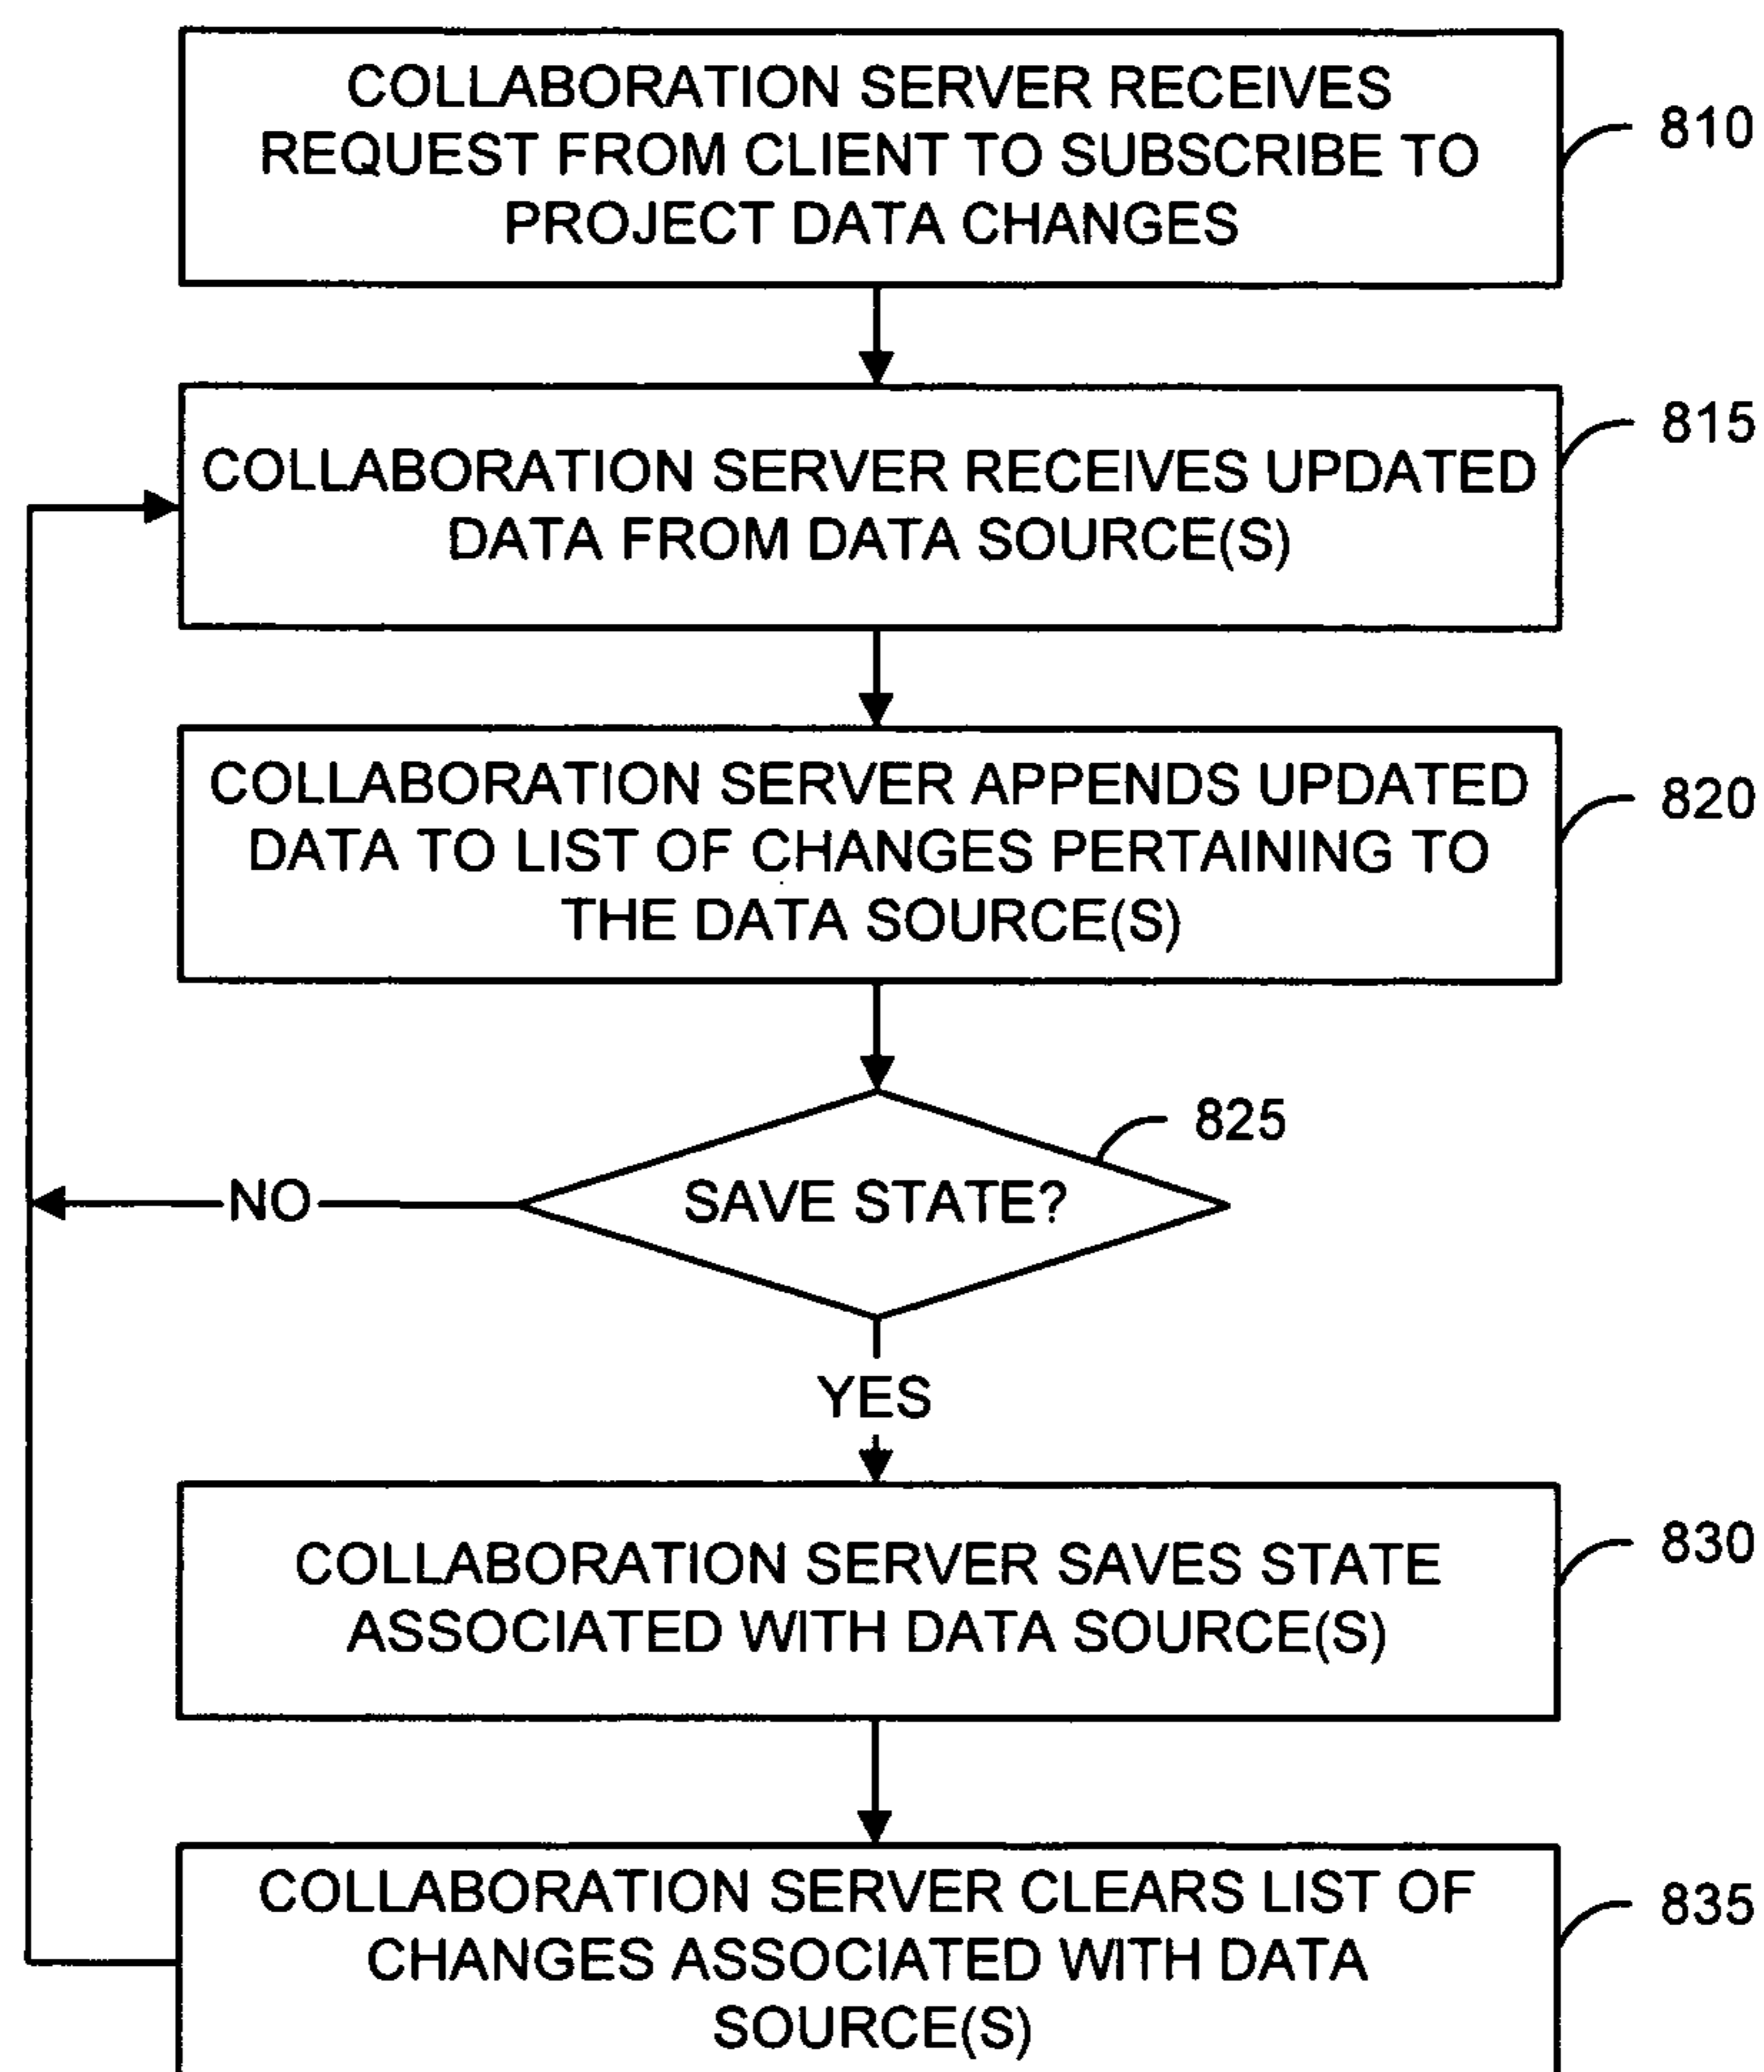 COLLABORATION SERVER RECEIVES
REQUEST FROM CLIENT TO SUBSCRIBE TO
PROJECT DATA CHANGES
810
COLLABORATION SERVER RECEIVES UPDATED
DATA FROM DATA SOURCE(S)
815
COLLABORATION SERVER APPENDS UPDATED
DATA TO LIST OF CHANGES PERTAINING TO
THE DATA SOURCE(S)
820
825
SAVE STATE?
NO
YES
COLLABORATION SERVER SAVES STATE
ASSOCIATED WITH DATA SOURCE(S)
830
COLLABORATION SERVER CLEARS LIST OF
CHANGES ASSOCIATED WITH DATA
SOURCE(S)
835